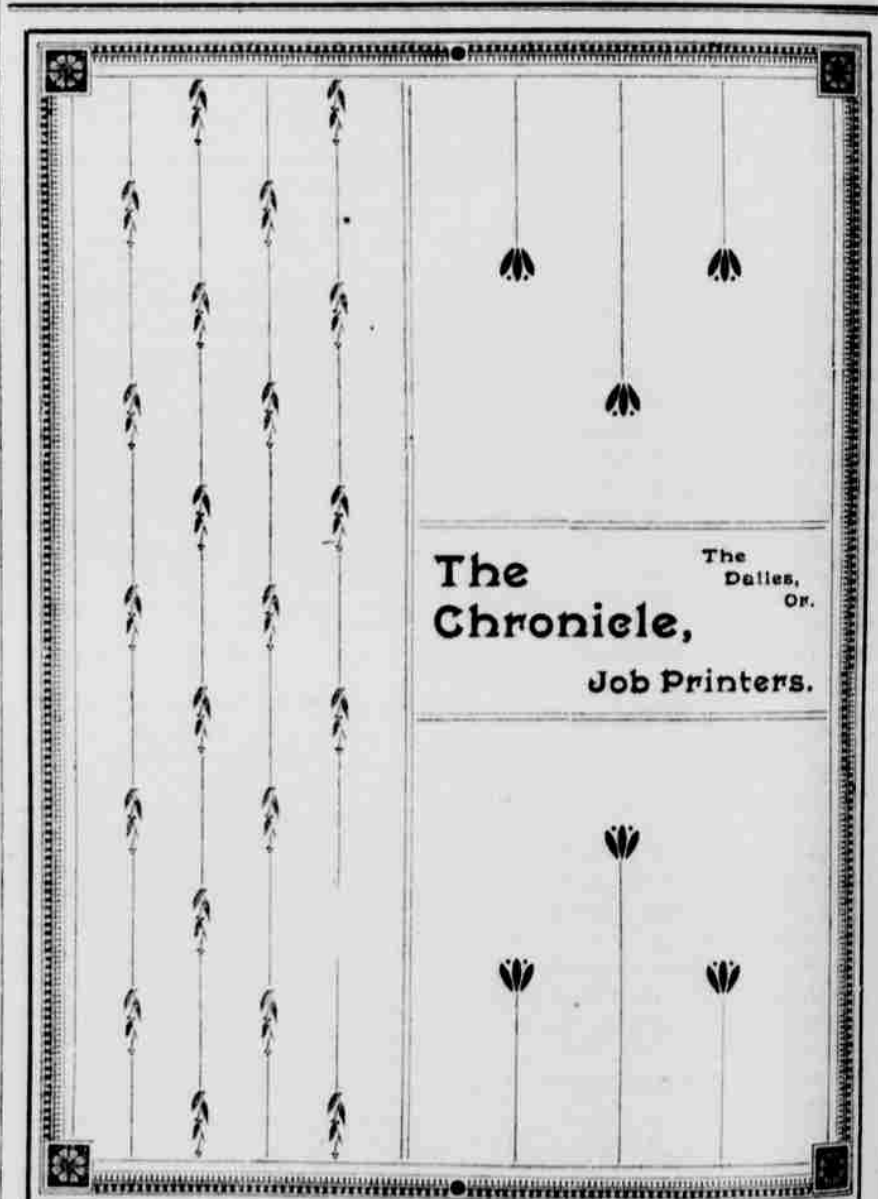 The
Chronicle,
The
Dalles,
Or.
Job Printers.